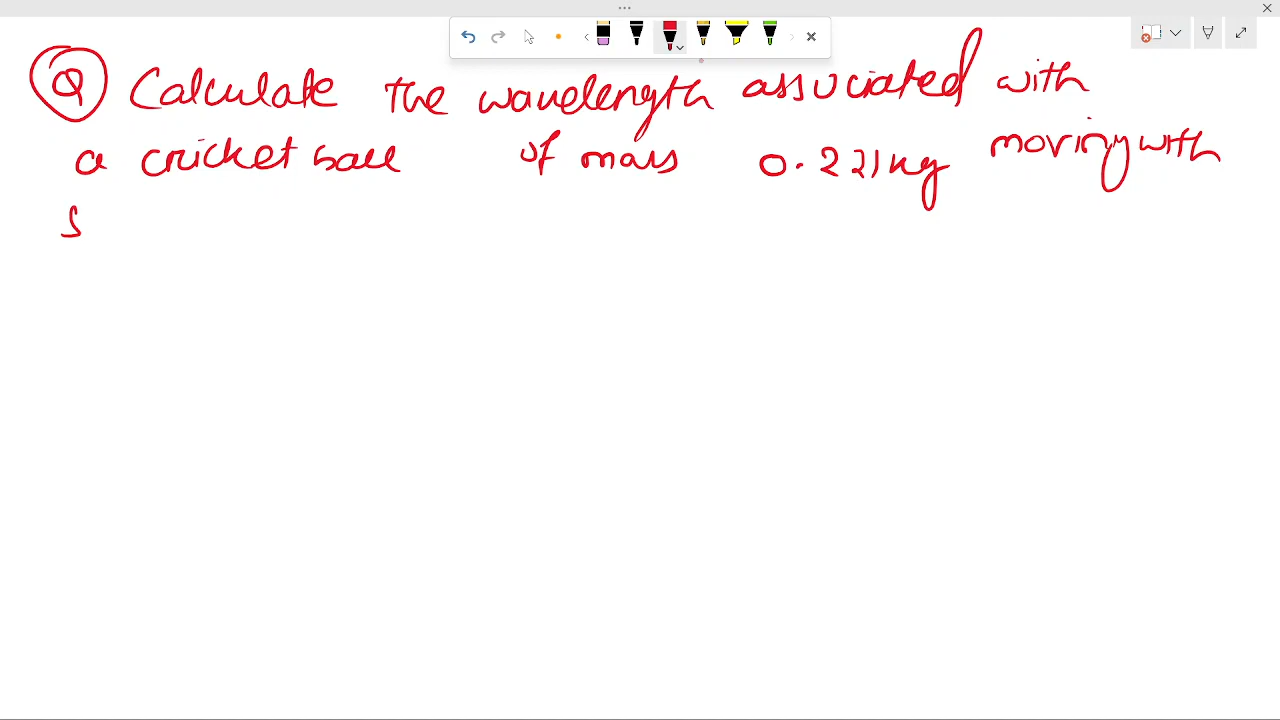 Q Calculate the wavelength associated with
a cricket ball of mass 0.221kg moving with
s